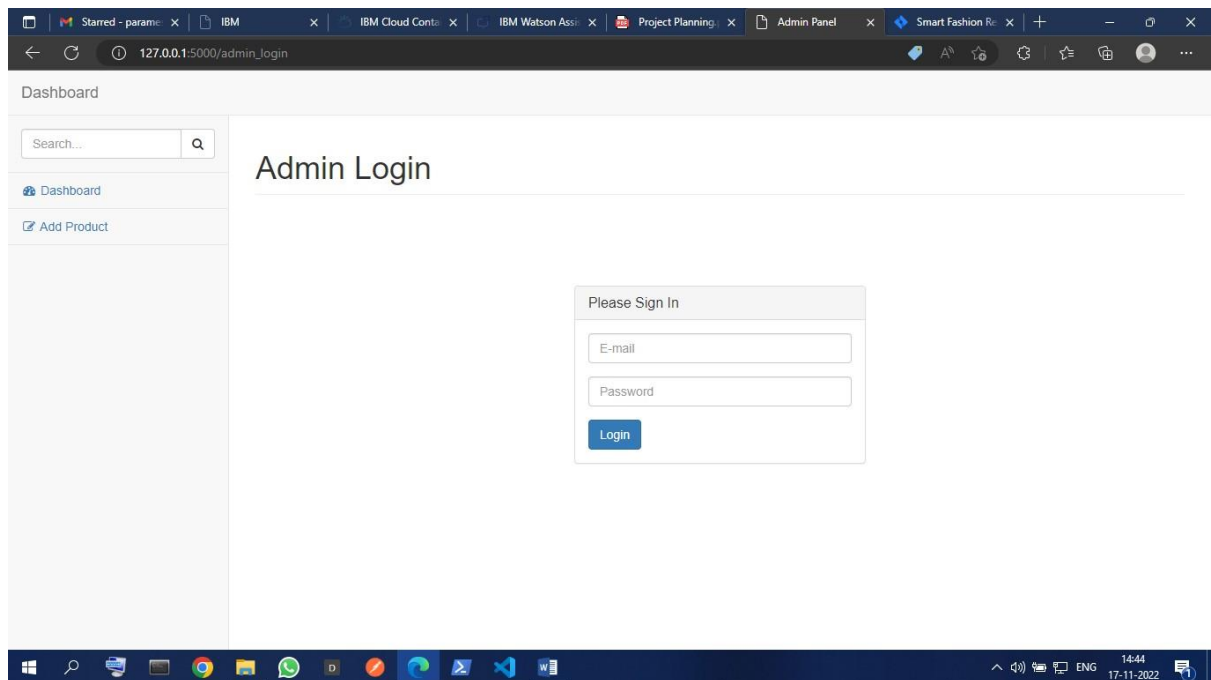 Starred - parame
IBM
IBM Cloud Conta
IBM Watson Assis
Project Planning.
Admin Panel
Smart Fashion Re
127.0.0.1:5000/admin_login
Dashboard
Search...
Admin Login
Dashboard
Add Product
Please Sign In
E-mail
Password
Login
ENG
14:44
17-11-2022